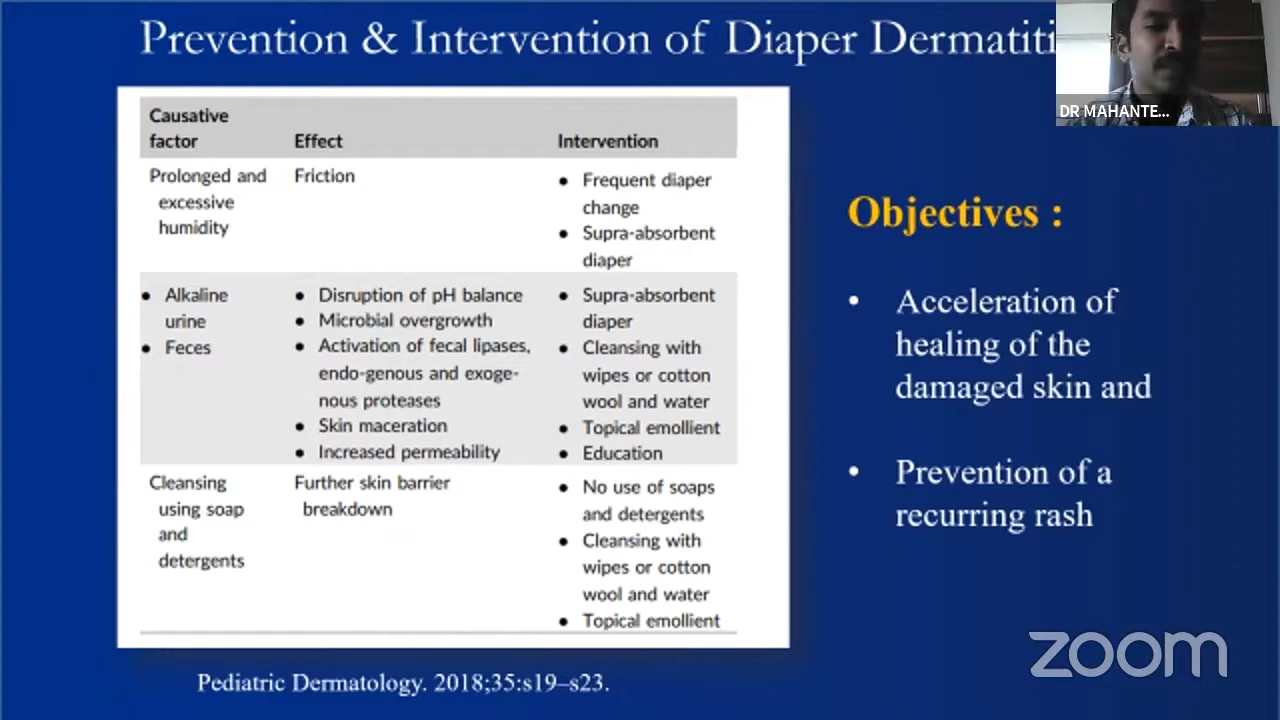 Prevention & Intervention of Diaper Dermatiti
DR MAHANTE...
Causative
factor
Effect
Intervention
Prolonged and
excessive
humidity
Friction
• Frequent diaper
change
• Supra-absorbent
diaper
• Alkaline
urine
• Feces
• Disruption of pH balance
• Microbial overgrowth
• Activation of fecal lipases,
endo-genous and exoge-
nous proteases
• Skin maceration
• Increased permeability
• Supra-absorbent
diaper
• Cleansing with
wipes or cotton
wool and water
• Topical emollient
• Education
Cleansing
using soap
and
detergents
Further skin barrier
breakdown
• No use of soaps
and detergents
• Cleansing with
wipes or cotton
wool and water
• Topical emollient
Objectives :
• Acceleration of
healing of the
damaged skin and
• Prevention of a
recurring rash
Pediatric Dermatology. 2018;35:s19–s23.
zoom